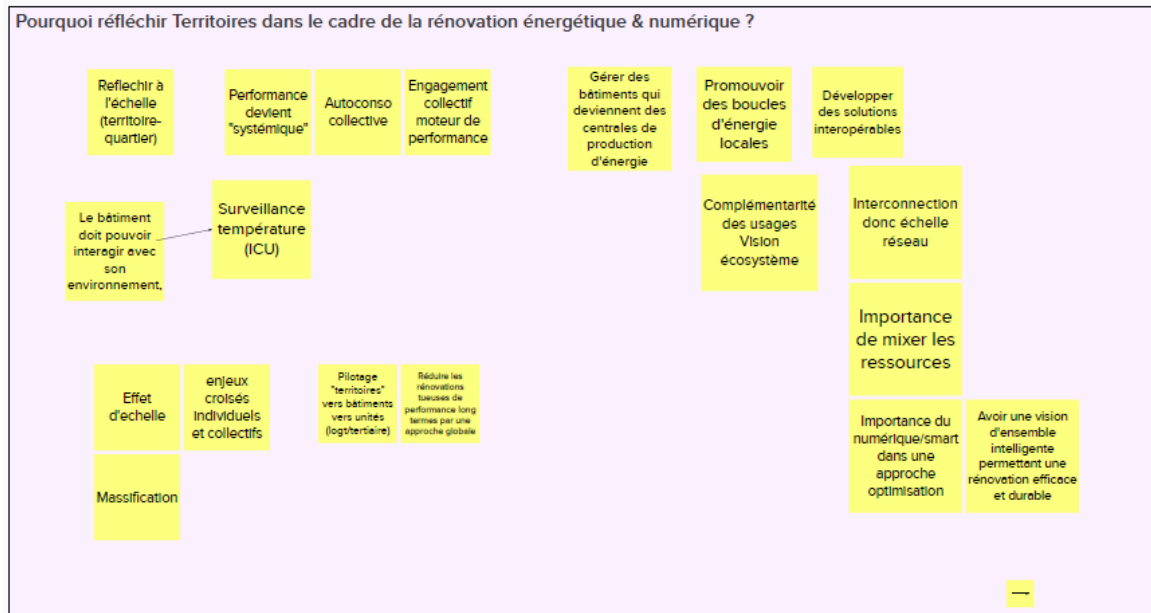 Pourquoi réfléchir Territoires dans le cadre de la rénovation énergétique & numérique ?
Reflechir à
l'échelle
(territoire-
quartier)
Performance
devient
"systémique"
Autoconso
collective
Engagement
collectif
moteur de
performance
Gérer des
bâtiments qui
deviennent des
centrales de
production
d'énergie
Promouvoir
des boucles
d'énergie
locales
Développer
des solutions
interopérables
Le bâtiment
doit pouvoir
interagir avec
son
environnement,
Surveillance
température
(ICU)
Complémentarité
des usages
Vision
écosystème
Interconnection
donc échelle
réseau
Importance
de mixer les
ressources
Effet
d'echelle
enjeux
croisés
individuels
et collectifs
Pilotage
"territoires"
vers bâtiments
vers unités
(logt/tertiaire)
Réduire les
rénovations
tueuses de
performance long
termes par une
approche globale
Massification
Importance du
numérique/smart
dans une
approche
optimisation
Avoir une vision
d'ensemble
intelligente
permettant une
rénovation efficace
et durable